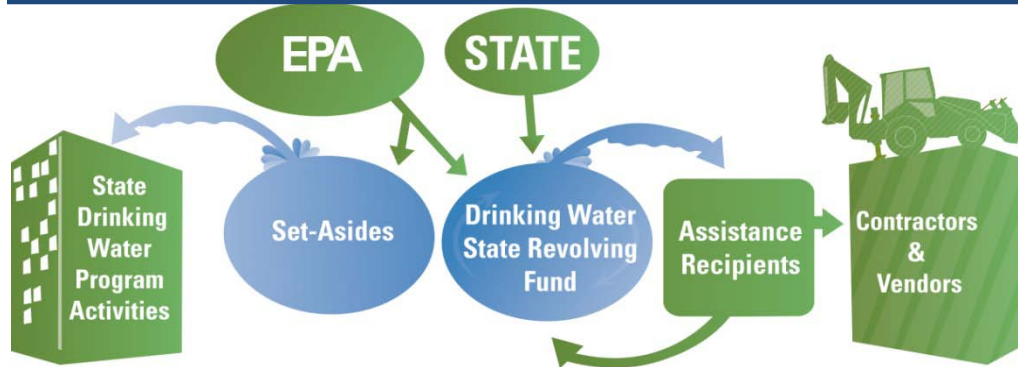 EPA
STATE
State
Drinking
Water
Program
Activities
Set-Asides
Drinking Water
State Revolving
Fund
Assistance
Recipients
Contractors
&
Vendors